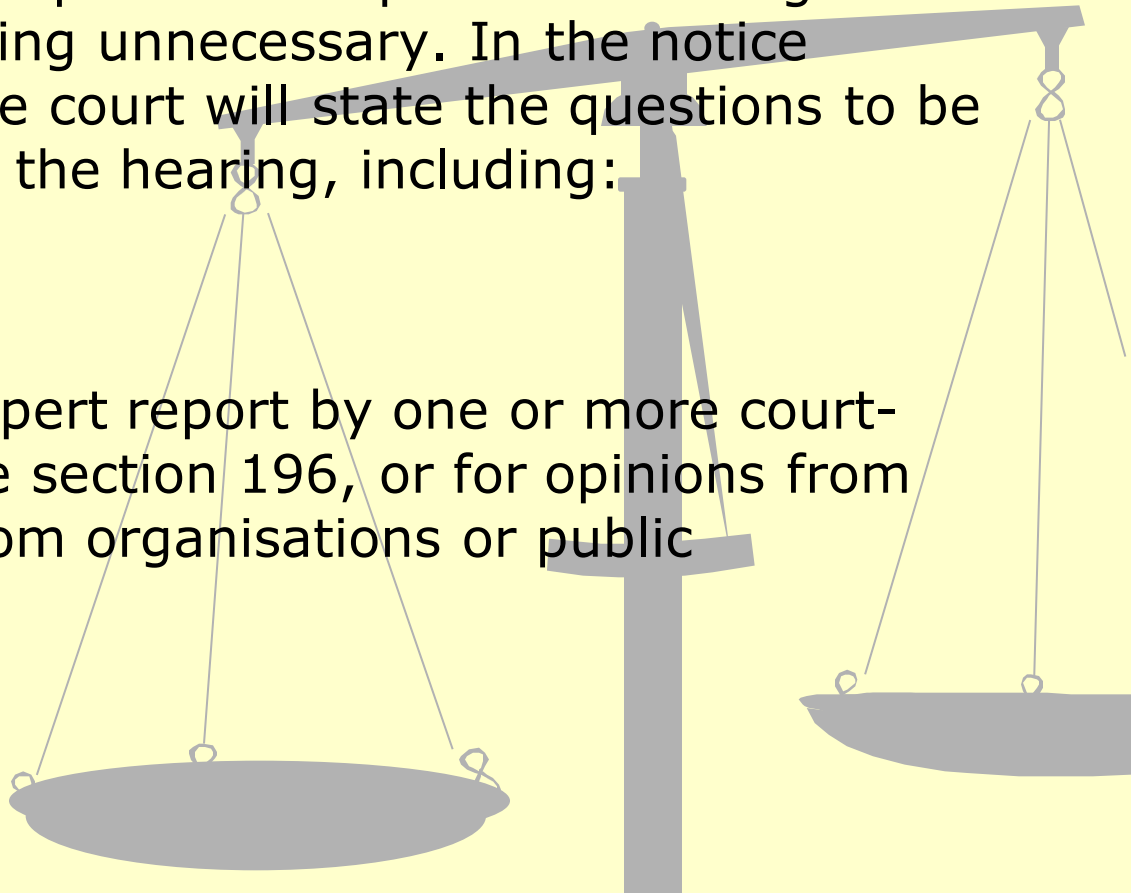 ing unnecessary. In the notice
e court will state the questions to be
the hearing, including:
pert report by one or more court-
e section 196, or for opinions from
om organisations or public